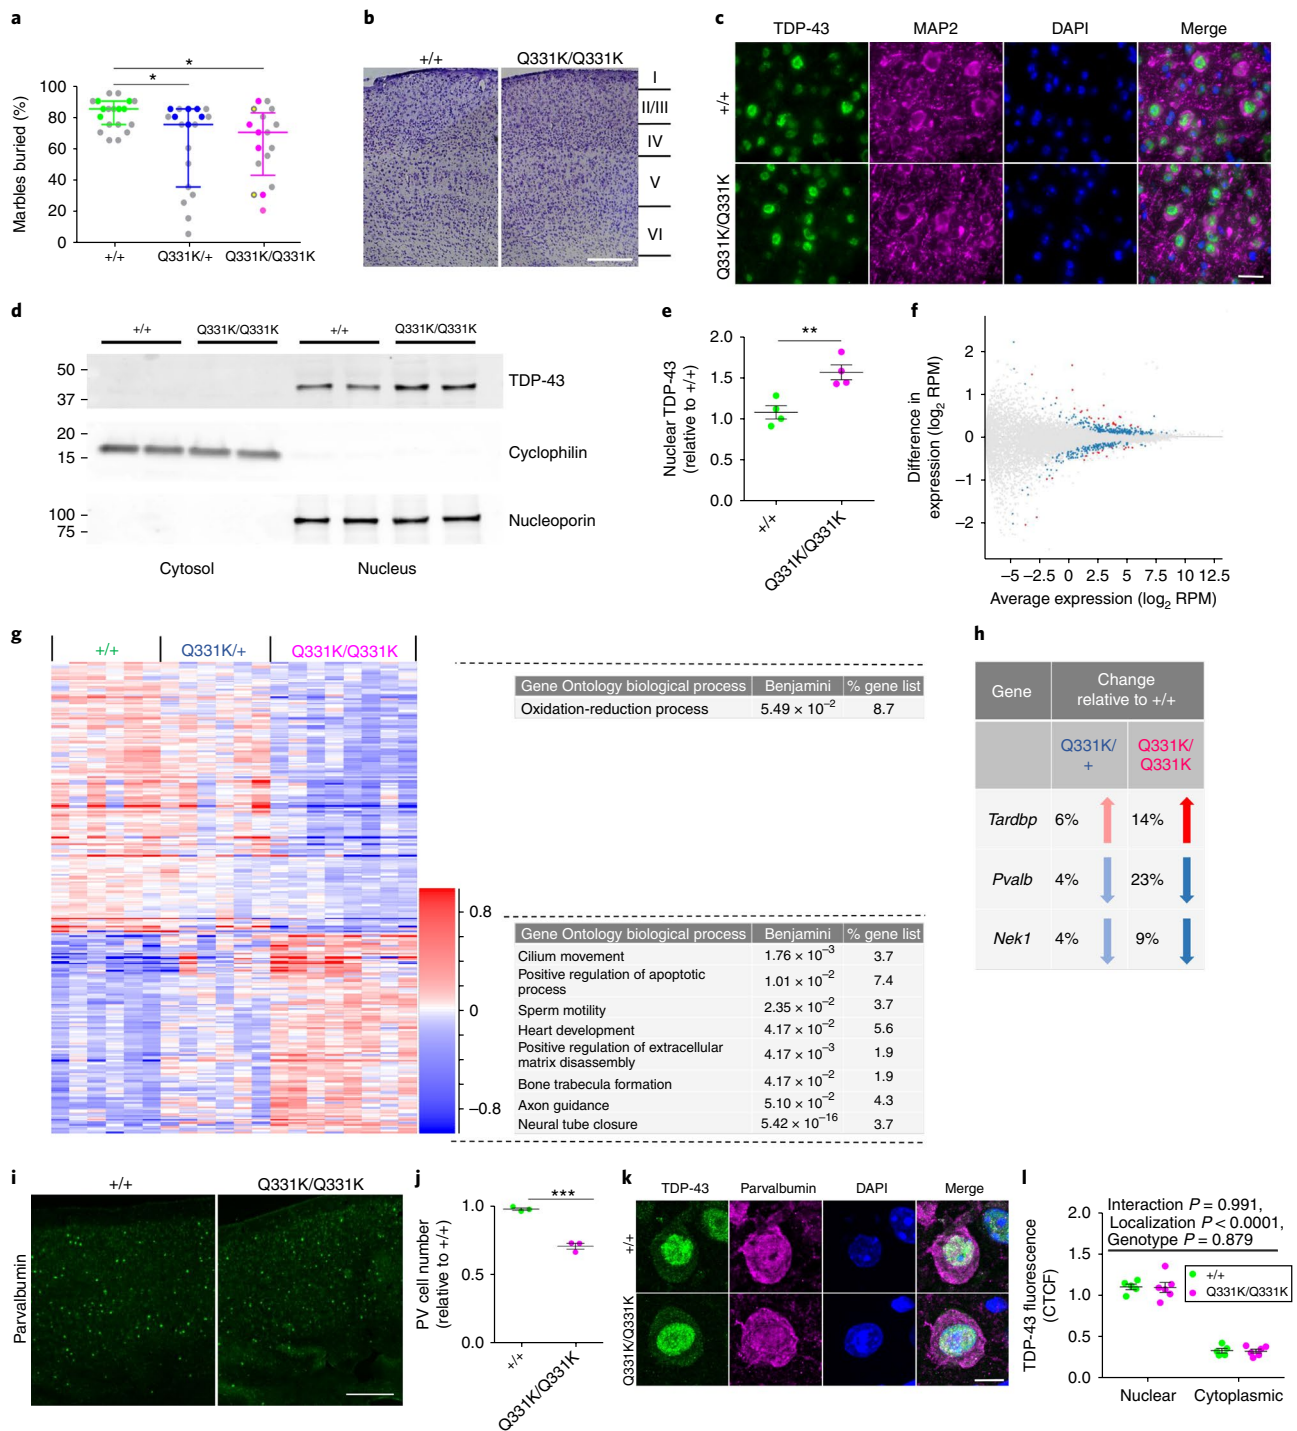 a
Marbles buried (%)
100
80
60
40
20
0
+/+
Q331K/+
Q331K/Q331K
*
*
b
+/+
Q331K/Q331K
I
II/III
IV
V
VI
c
TDP-43
MAP2
DAPI
Merge
+/+
Q331K/Q331K
d
+/+
Q331K/Q331K
+/+
Q331K/Q331K
50
37
TDP-43
20
15
Cyclophilin
100
75
Nucleoporin
Cytosol
Nucleus
e
Nuclear TDP-43
(relative to +/+)
2.0
1.5
1.0
0.5
0.0
**
+/+
Q331K/Q331K
f
Difference in
expression (log2 RPM)
2
1
0
−1
−2
−5 −2.5 0 2.5 5 7.5 10 12.5
Average expression (log2 RPM)
g
+/+
Q331K/+
Q331K/Q331K
0.8
0
−0.8
Gene Ontology biological process Benjamini % gene list
Oxidation-reduction process 5.49 × 10−2 8.7
Gene Ontology biological process Benjamini % gene list
Cilium movement 1.76 × 10−3 3.7
Positive regulation of apoptotic
process 1.01 × 10−2 7.4
Sperm motility 2.35 × 10−2 3.7
Heart development 4.17 × 10−2 5.6
Positive regulation of extracellular
matrix disassembly 4.17 × 10−3 1.9
Bone trabecula formation 4.17 × 10−2 1.9
Axon guidance 5.10 × 10−2 4.3
Neural tube closure 5.42 × 10−16 3.7
h
Gene
Change
relative to +/+
Q331K/
+
Q331K/
Q331K
Tardbp 6% 14%
Pvalb 4% 23%
Nek1 4% 9%
i
+/+
Q331K/Q331K
Parvalbumin
j
PV cell number
(relative to +/+)
1.0
0.5
0.0
***
+/+
Q331K/Q331K
k
TDP-43
Parvalbumin
DAPI
Merge
+/+
Q331K/Q331K
l
TDP-43 fluorescence
(CTCF)
2.0
1.5
1.0
0.5
0.0
Interaction P = 0.991,
Localization P < 0.0001,
Genotype P = 0.879
+/+
Q331K/Q331K
Nuclear
Cytoplasmic